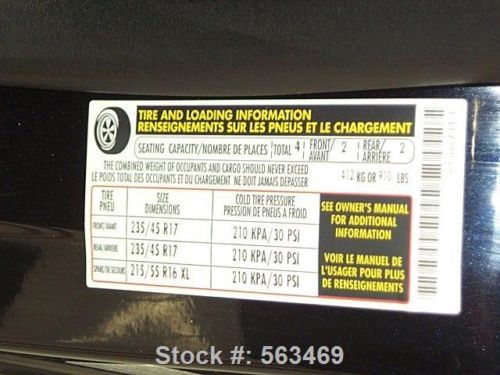 TIRE AND LOADING INFORMATION
RENSEIGNEMENTS SUR LES PNEUS ET LE CHARGEMENT
SEATING CAPACITY/NOMBRE DE PLACES TOTAL 4 FRONT/AVANT 2 REAR/ARRIÈRE 2
THE COMBINED WEIGHT OF OCCUPANTS AND CARGO SHOULD NEVER EXCEED
LE POIDS TOTAL DES OCCUPANTS ET DU CHARGEMENT NE DOIT JAMAIS DÉPASSER
412 KG OR 910 LBS
TIRE PNEU SIZE DIMENSIONS COLD TIRE PRESSURE PRESSION DE PNEUS A FROID
FRONT/AVANT 235/45 R17 210 KPA/30 PSI
REAR/ARRIÈRE 235/45 R17 210 KPA/30 PSI
SPARE/DE SECOURS 215/55 R16 XL 210 KPA/30 PSI
SEE OWNER'S MANUAL
FOR ADDITIONAL
INFORMATION
VOIR LE MANUEL DE
L'USAGER POUR PLUS
DE RENSEIGNEMENTS
Stock #: 563469